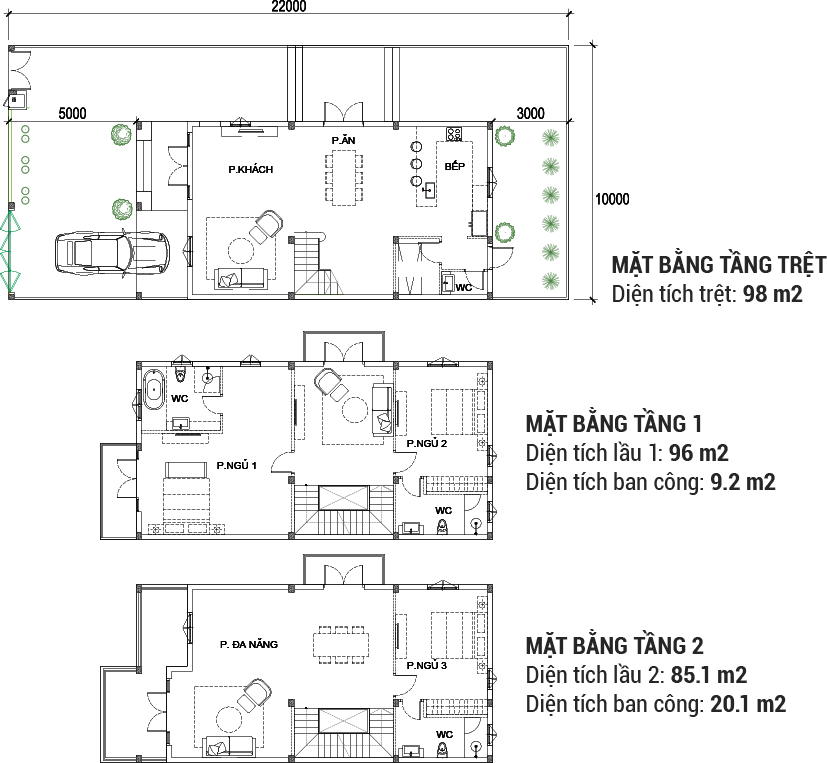 22000
5000
3000
P.KHÁCH
P.ĂN
BẾP
10000
WC
MẶT BẰNG TẦNG TRỆT
Diện tích trệt: 98 m2
WC
P.NGỦ 1
P.NGỦ 2
WC
MẶT BẰNG TẦNG 1
Diện tích lầu 1: 96 m2
Diện tích ban công: 9.2 m2
P. ĐA NĂNG
P.NGỦ 3
WC
MẶT BẰNG TẦNG 2
Diện tích lầu 2: 85.1 m2
Diện tích ban công: 20.1 m2